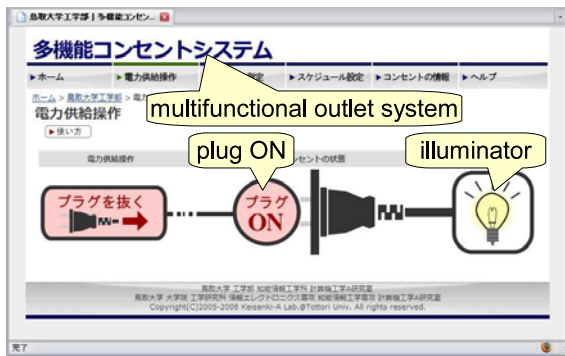 鳥取大学工学部 | 多機能コンセン...
多機能コンセントシステム
▶ホーム ▶電力供給操作 設定 ▶スケジュール設定 ▶コンセントの情報 ▶ヘルプ
ホーム > 鳥取大学工学部 > 電力
multifunctional outlet system
電力供給操作
▶使い方
plug ON
illuminator
電力供給操作
ンセントの状態
プラグを抜く
プラグ
ON
鳥取大学 工学部 知能情報工学科 計算機工学A研究室
鳥取大学 大学院 工学研究科 情報エレクトロニクス専攻 知能情報工学専攻 計算機工学A研究室
Copyright(C)2005-2008 Keisanki-A Lab.@Tottori Univ. All rights reserved.
完了